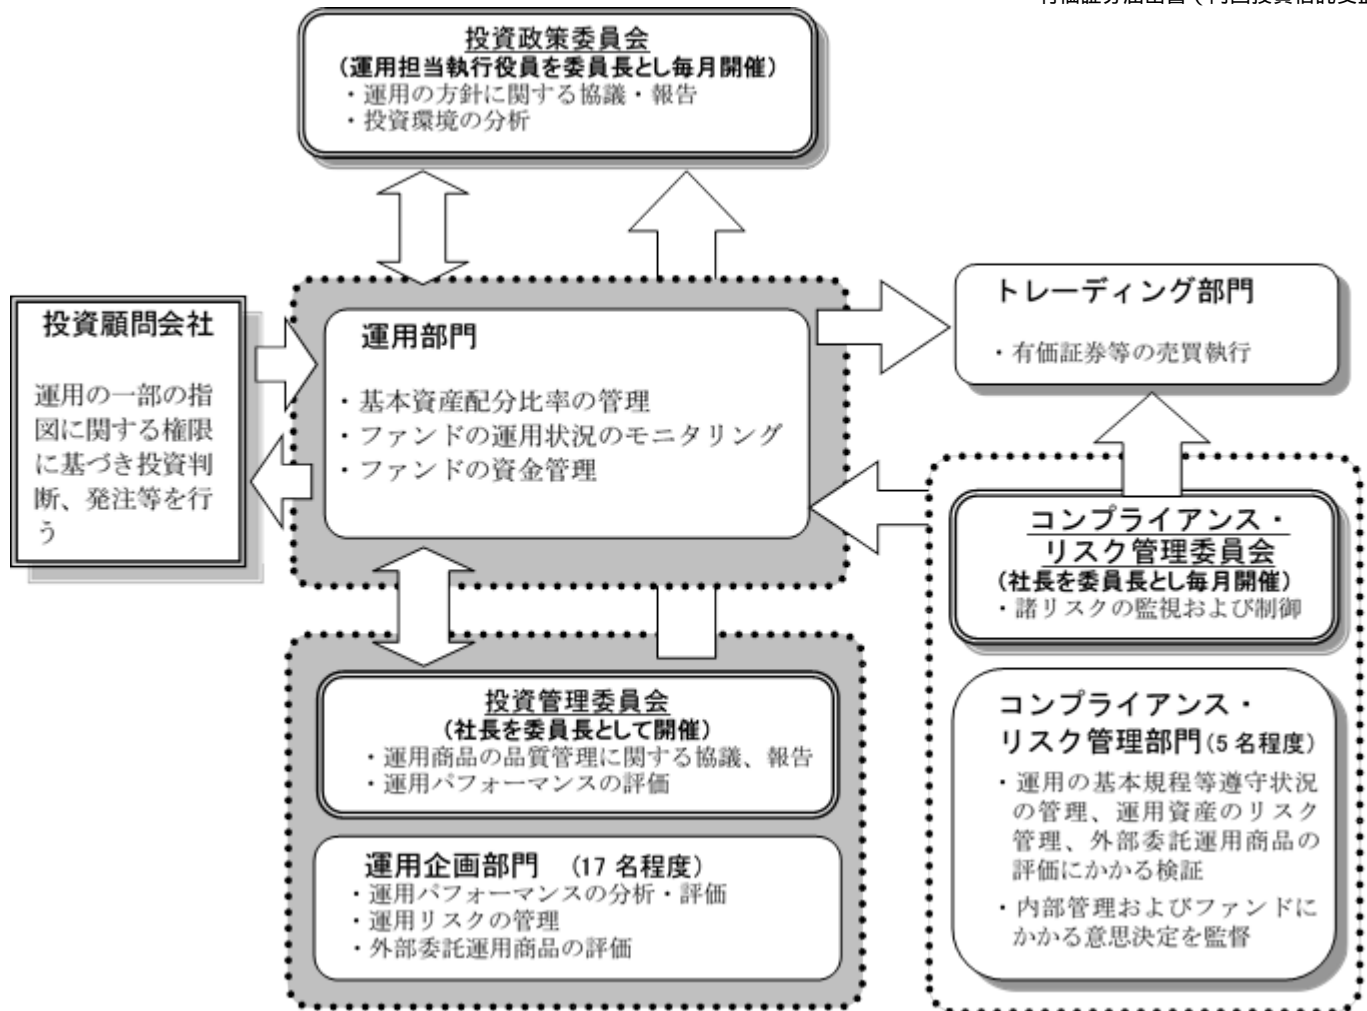 投資政策委員会
(運用担当執行役員を委員長とし毎月開催)
・運用の方針に関する協議・報告
・投資環境の分析
投資顧問会社
運用の一部の指
図に関する権限
に基づき投資判
断、発注等を行
う
運用部門
・基本資産配分比率の管理
・ファンドの運用状況のモニタリング
・ファンドの資金管理
トレーディング部門
・有価証券等の売買執行
コンプライアンス・
リスク管理委員会
(社長を委員長とし毎月開催)
・諸リスクの監視および制御
コンプライアンス・
リスク管理部門(5名程度)
・運用の基本規程等遵守状況
の管理、運用資産のリスク
管理、外部委託運用商品の
評価にかかる検証
・内部管理およびファンドに
かかる意思決定を監督
投資管理委員会
(社長を委員長として開催)
・運用商品の品質管理に関する協議、報告
・運用パフォーマンスの評価
運用企画部門 (17名程度)
・運用パフォーマンスの分析・評価
・運用リスクの管理
・外部委託運用商品の評価